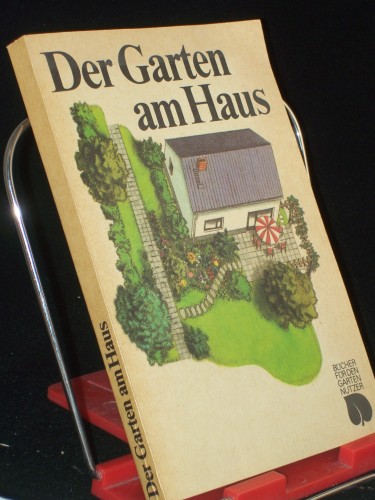 Der Garten
am Haus
BÜCHER
FÜR DEN
GARTEN
NUTZER
Der Garten am Haus